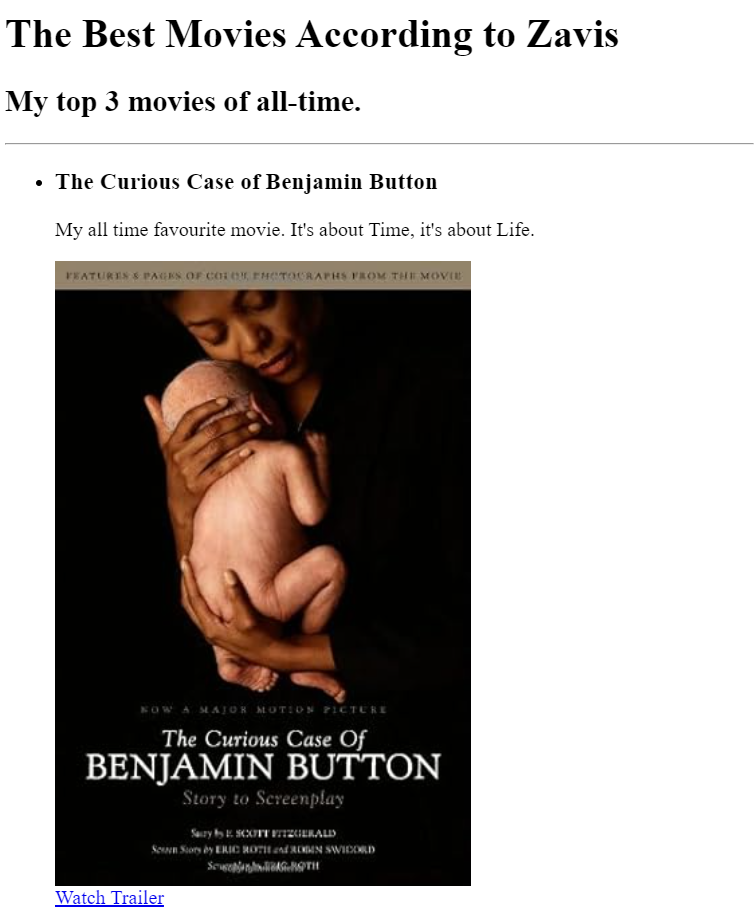 The Best Movies According to Zavis
My top 3 movies of all-time.
The Curious Case of Benjamin Button
My all time favourite movie. It's about Time, it's about Life.
FEATURES 8 PAGES OF COLOR PHOTOGRAPHS FROM THE MOVIE
NOW A MAJOR MOTION PICTURE
The Curious Case Of
BENJAMIN BUTTON
Story to Screenplay
Story by F. SCOTT FITZGERALD
Screen Story by ERIC ROTH and ROBIN SWICORD
Screenplay by ERIC ROTH
Watch Trailer